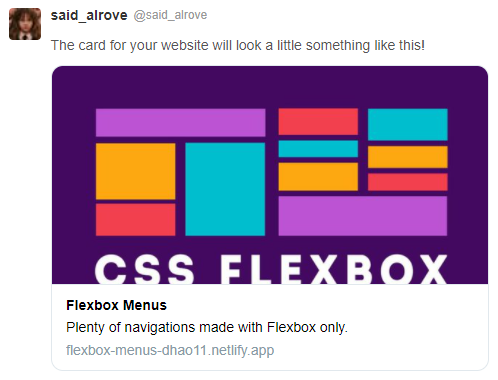 said_alrove @said_alrove
The card for your website will look a little something like this!
CSS FLEXBOX
Flexbox Menus
Plenty of navigations made with Flexbox only.
flexbox-menus-dhao11.netlify.app